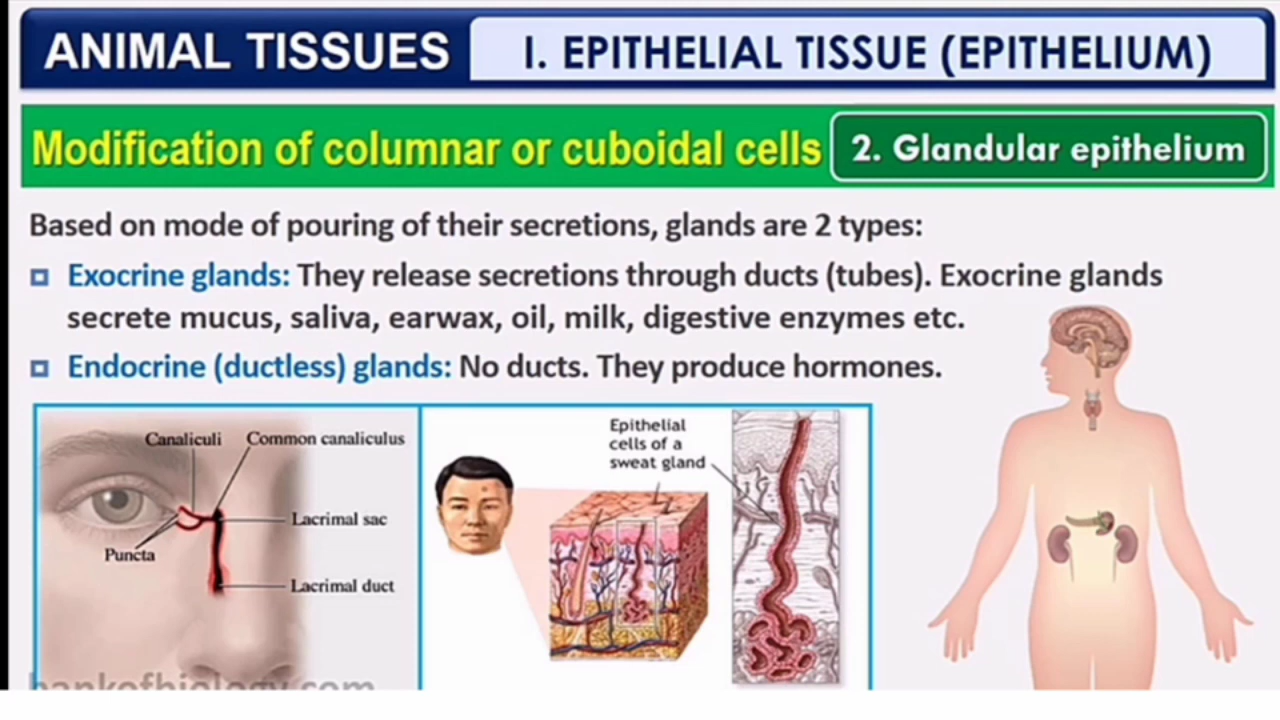 ANIMAL TISSUES
I. EPITHELIAL TISSUE (EPITHELIUM)
Modification of columnar or cuboidal cells
2. Glandular epithelium
Based on mode of pouring of their secretions, glands are 2 types:
Exocrine glands: They release secretions through ducts (tubes). Exocrine glands
secrete mucus, saliva, earwax, oil, milk, digestive enzymes etc.
Endocrine (ductless) glands: No ducts. They produce hormones.
Canaliculi
Common canaliculus
Lacrimal sac
Puncta
Lacrimal duct
Epithelial
cells of a
sweat gland
bankofbiology.com